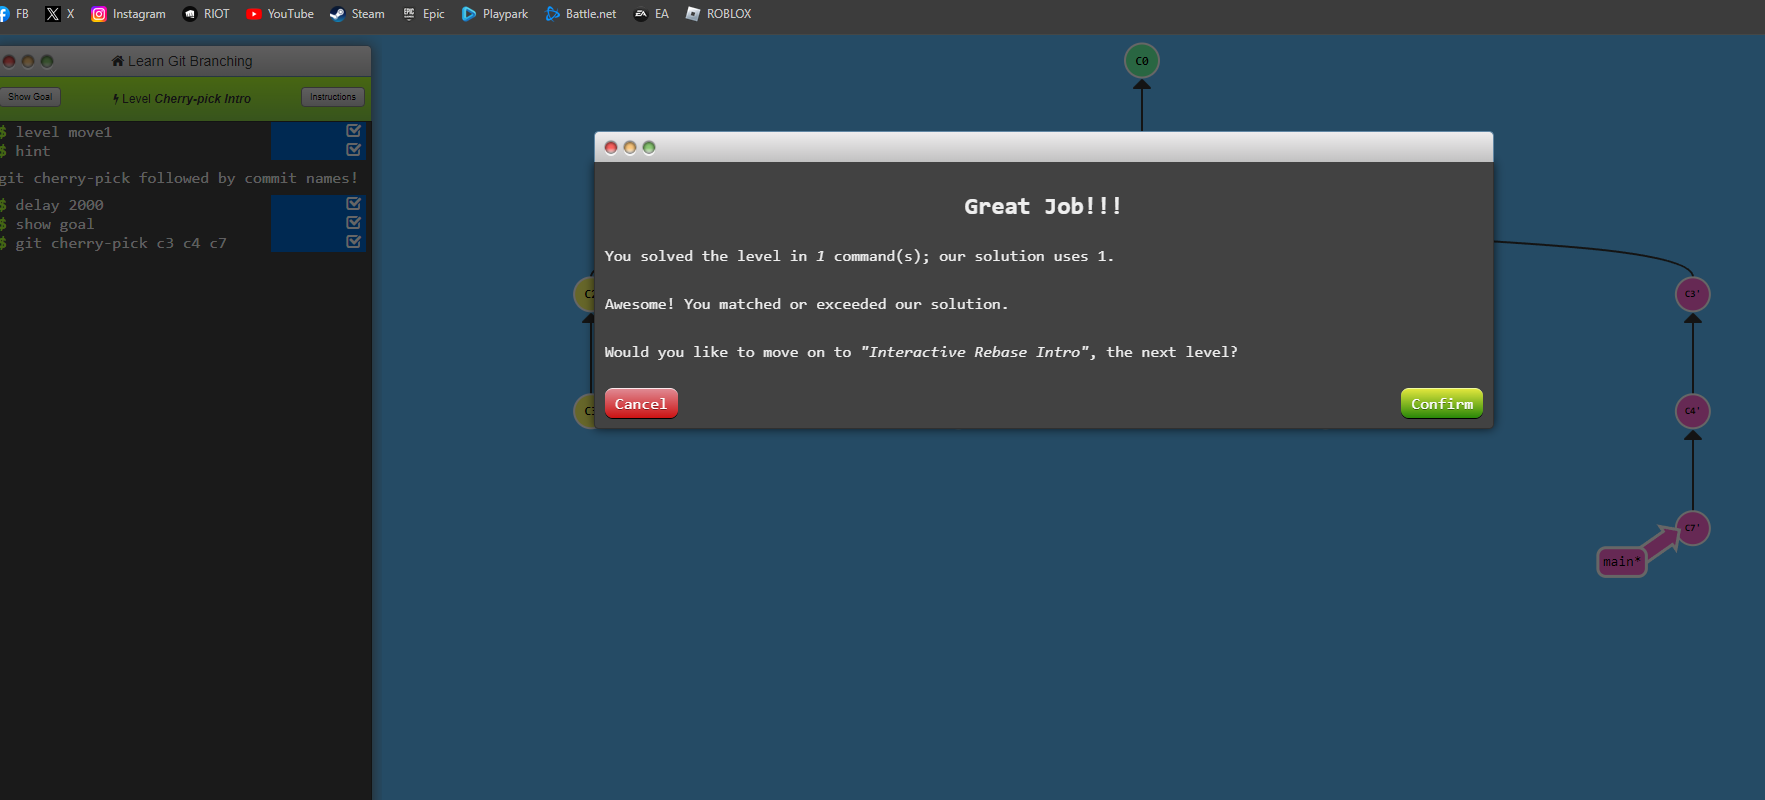 FB X Instagram RIOT YouTube Steam EPIC Epic Playpark Battle.net EA ROBLOX
Learn Git Branching
Show Goal Level Cherry-pick Intro Instructions
$ level move1
$ hint
git cherry-pick followed by commit names!
$ delay 2000
$ show goal
$ git cherry-pick c3 c4 c7
C0
Great Job!!!
You solved the level in 1 command(s); our solution uses 1.
Awesome! You matched or exceeded our solution.
Would you like to move on to "Interactive Rebase Intro", the next level?
Cancel Confirm
C3'
C4'
C7'
main*